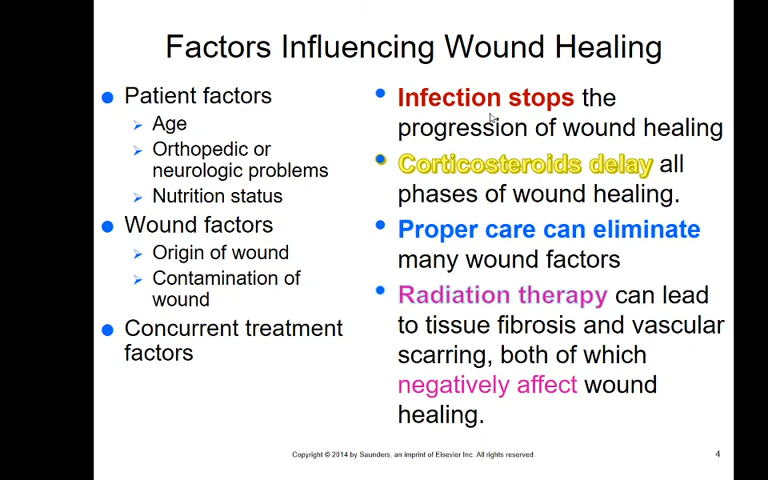 Factors Influencing Wound Healing
Patient factors
Age
Orthopedic or
neurologic problems
Nutrition status
Wound factors
Origin of wound
Contamination of
wound
Concurrent treatment
factors
Infection stops the
progression of wound healing
Corticosteroids delay all
phases of wound healing.
Proper care can eliminate
many wound factors
Radiation therapy can lead
to tissue fibrosis and vascular
scarring, both of which
negatively affect wound
healing.
Copyright © 2014 by Saunders, an imprint of Elsevier Inc. All rights reserved
4